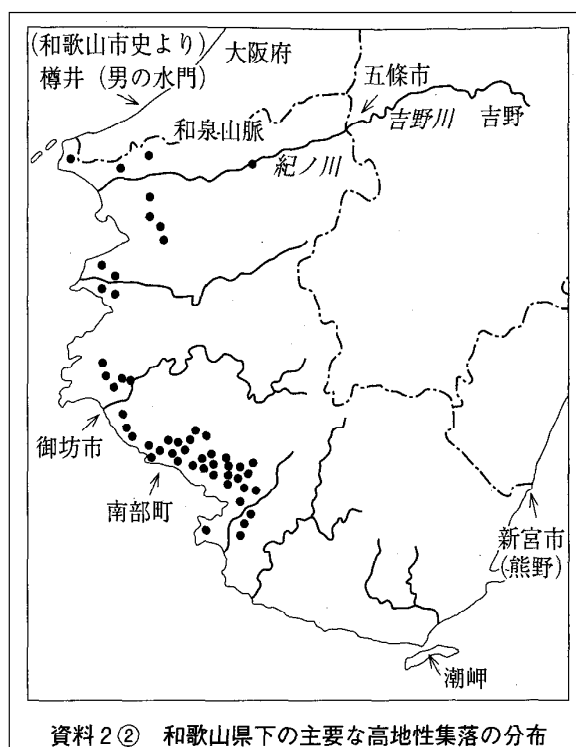 (和歌山市史より)
樽井(男の水門)
大阪府
五條市
和泉山脈
吉野川
吉野
紀ノ川
御坊市
南部町
新宮市
(熊野)
潮岬
資料2② 和歌山県下の主要な高地性集落の分布